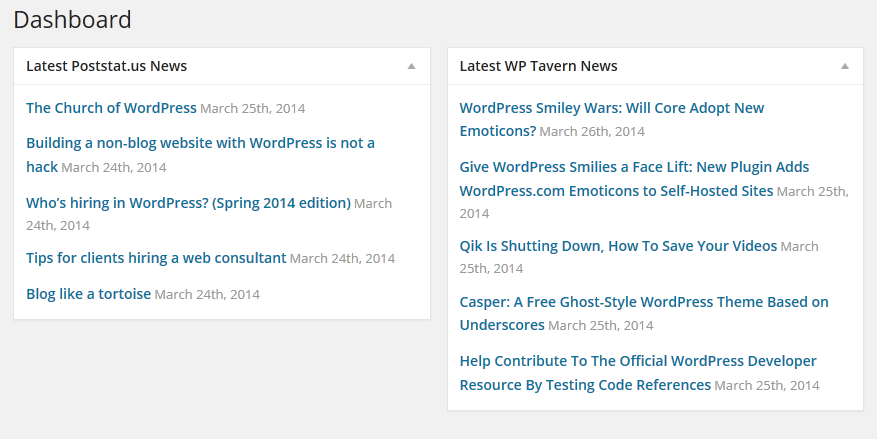 Dashboard
Latest Poststat.us News
The Church of WordPress March 25th, 2014
Building a non-blog website with WordPress is not a
hack March 24th, 2014
Who's hiring in WordPress? (Spring 2014 edition) March
24th, 2014
Tips for clients hiring a web consultant March 24th, 2014
Blog like a tortoise March 24th, 2014
Latest WP Tavern News
WordPress Smiley Wars: Will Core Adopt New
Emoticons? March 26th, 2014
Give WordPress Smilies a Face Lift: New Plugin Adds
WordPress.com Emoticons to Self-Hosted Sites March 25th,
2014
Qik Is Shutting Down, How To Save Your Videos March
25th, 2014
Casper: A Free Ghost-Style WordPress Theme Based on
Underscores March 25th, 2014
Help Contribute To The Official WordPress Developer
Resource By Testing Code References March 25th, 2014